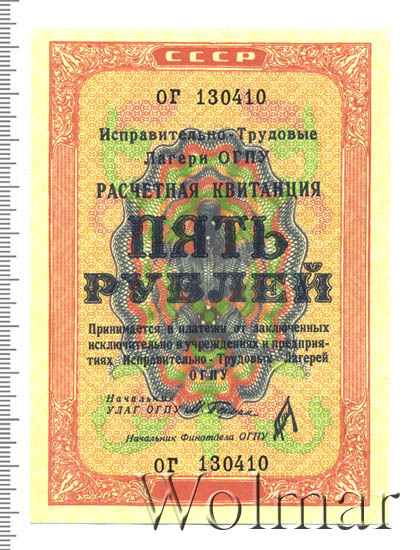 СССР
ОГ 130410
Исправительно-Трудовые
Лагери ОГПУ
РАСЧЕТНАЯ КВИТАНЦИЯ
ПЯТЬ
РУБЛЕЙ
Принимается в платежи от заключенных
исключительно в учреждениях и предприя-
тиях Исправительно-Трудовых Лагерей
ОГПУ
Начальник
УЛАГ ОГПУ
Начальник Финотдела ОГПУ
ОГ 130410
Wolmar